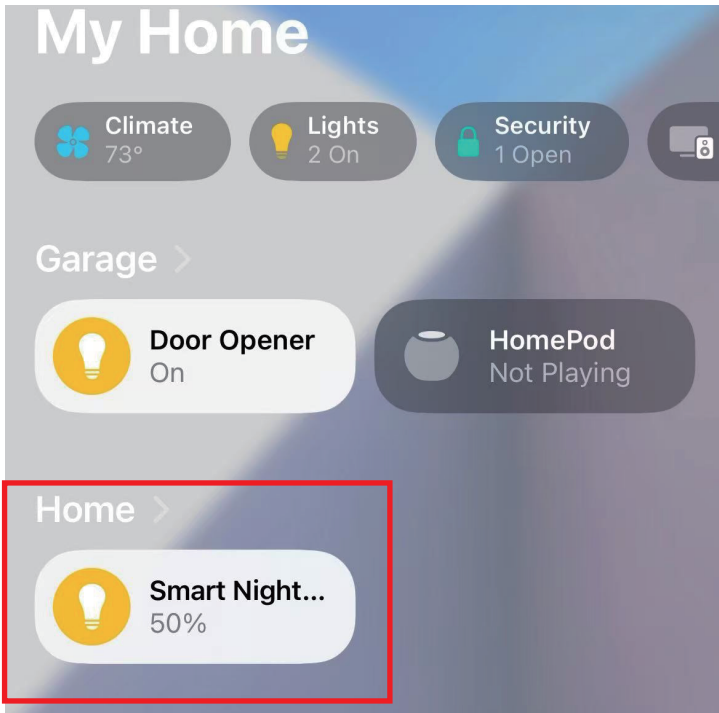 My Home
Climate
73°
Lights
2 On
Security
1 Open
Garage
Door Opener
On
HomePod
Not Playing
Home
Smart Night...
50%